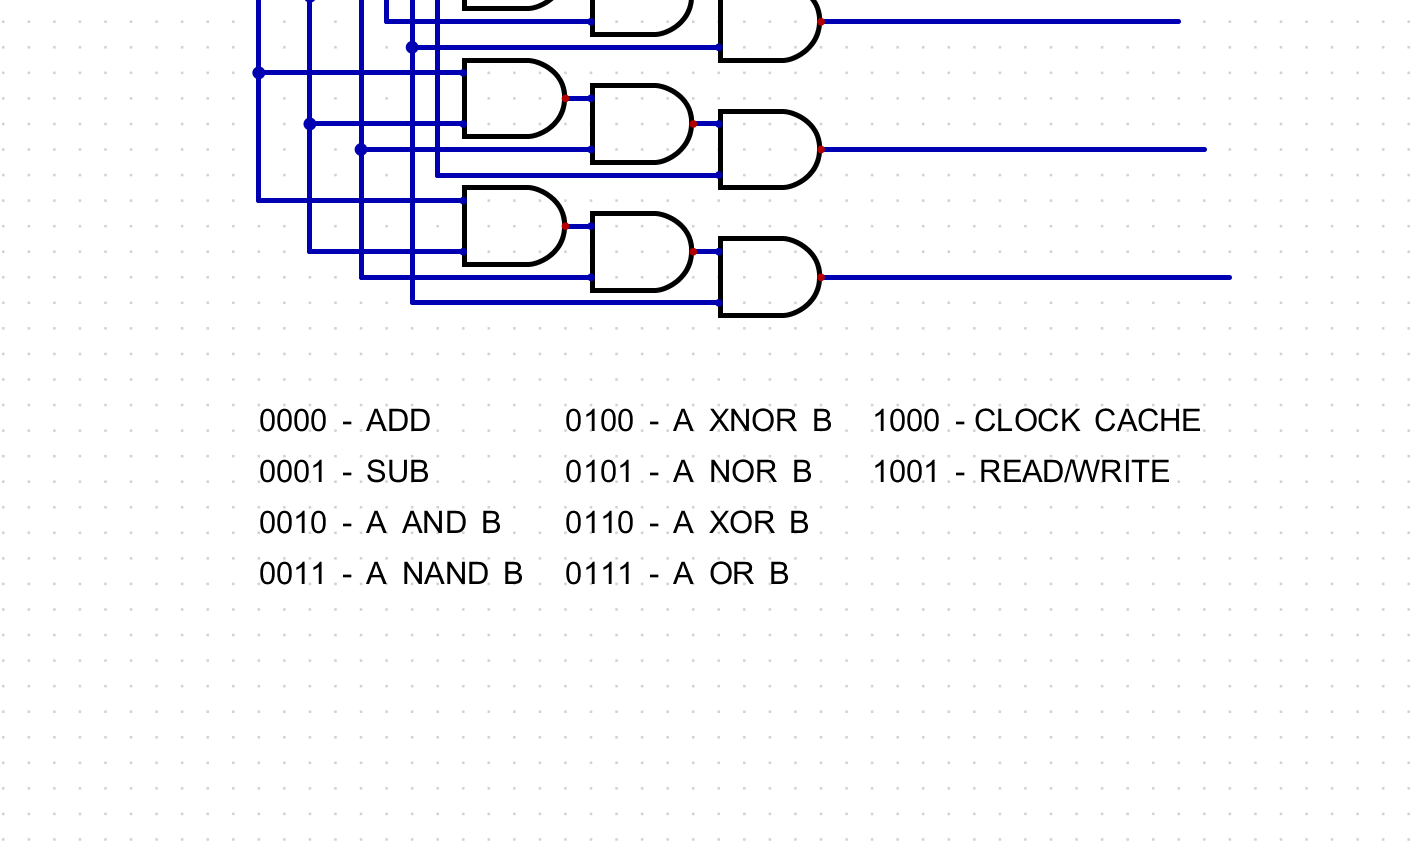 0000 - ADD
0001 - SUB
0010 - A AND B
0011 - A NAND B
0100 - A XNOR B
0101 - A NOR B
0110 - A XOR B
0111 - A OR B
1000 - CLOCK CACHE
1001 - READ/WRITE